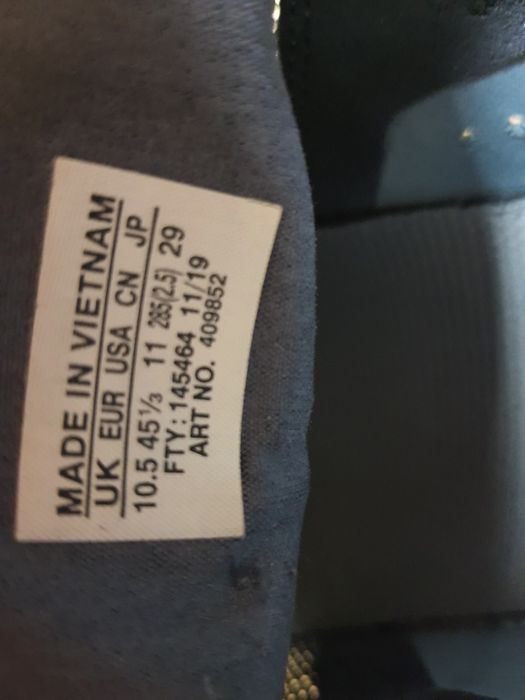 MADE IN VIETNAM
UK EUR USA CN JP
10.5 45⅓ 11 285(2.5) 29
FTY: 145464 11/19
ART NO. 409852